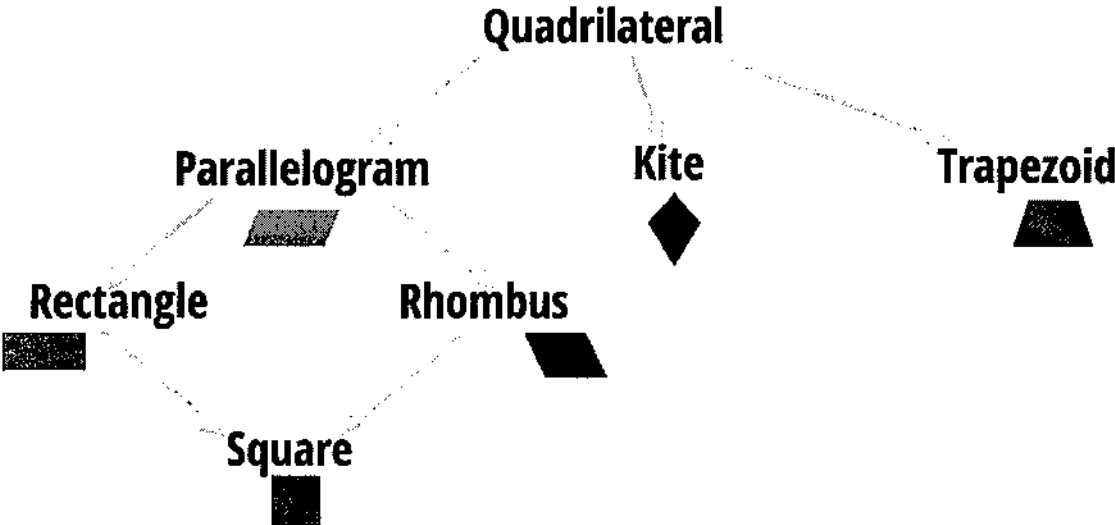 Quadrilateral
Parallelogram
Kite
Trapezoid
Rectangle
Rhombus
Square